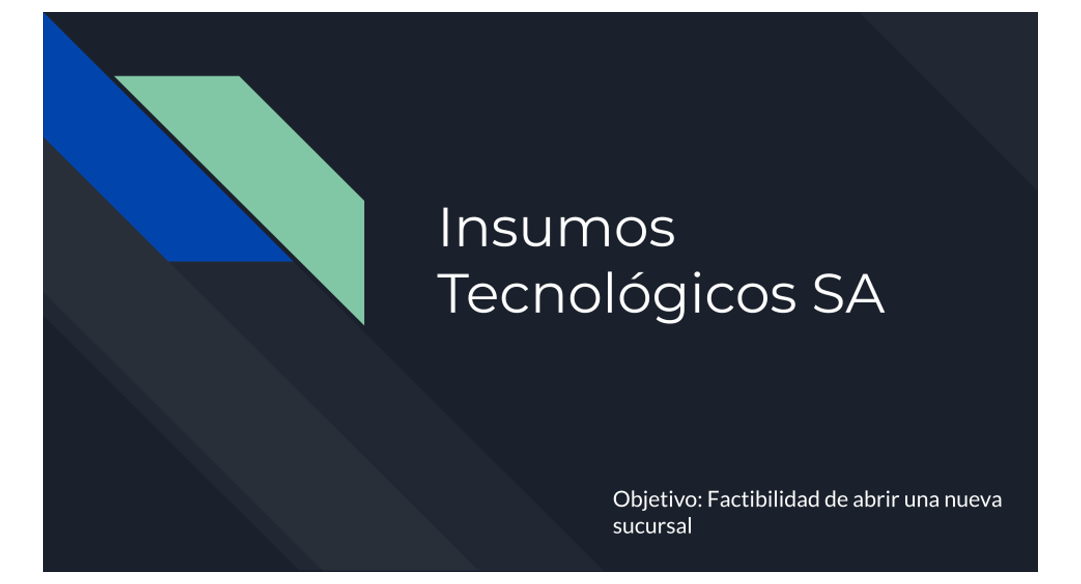 Insumos
Tecnológicos SA
Objetivo: Factibilidad de abrir una nueva
sucursal